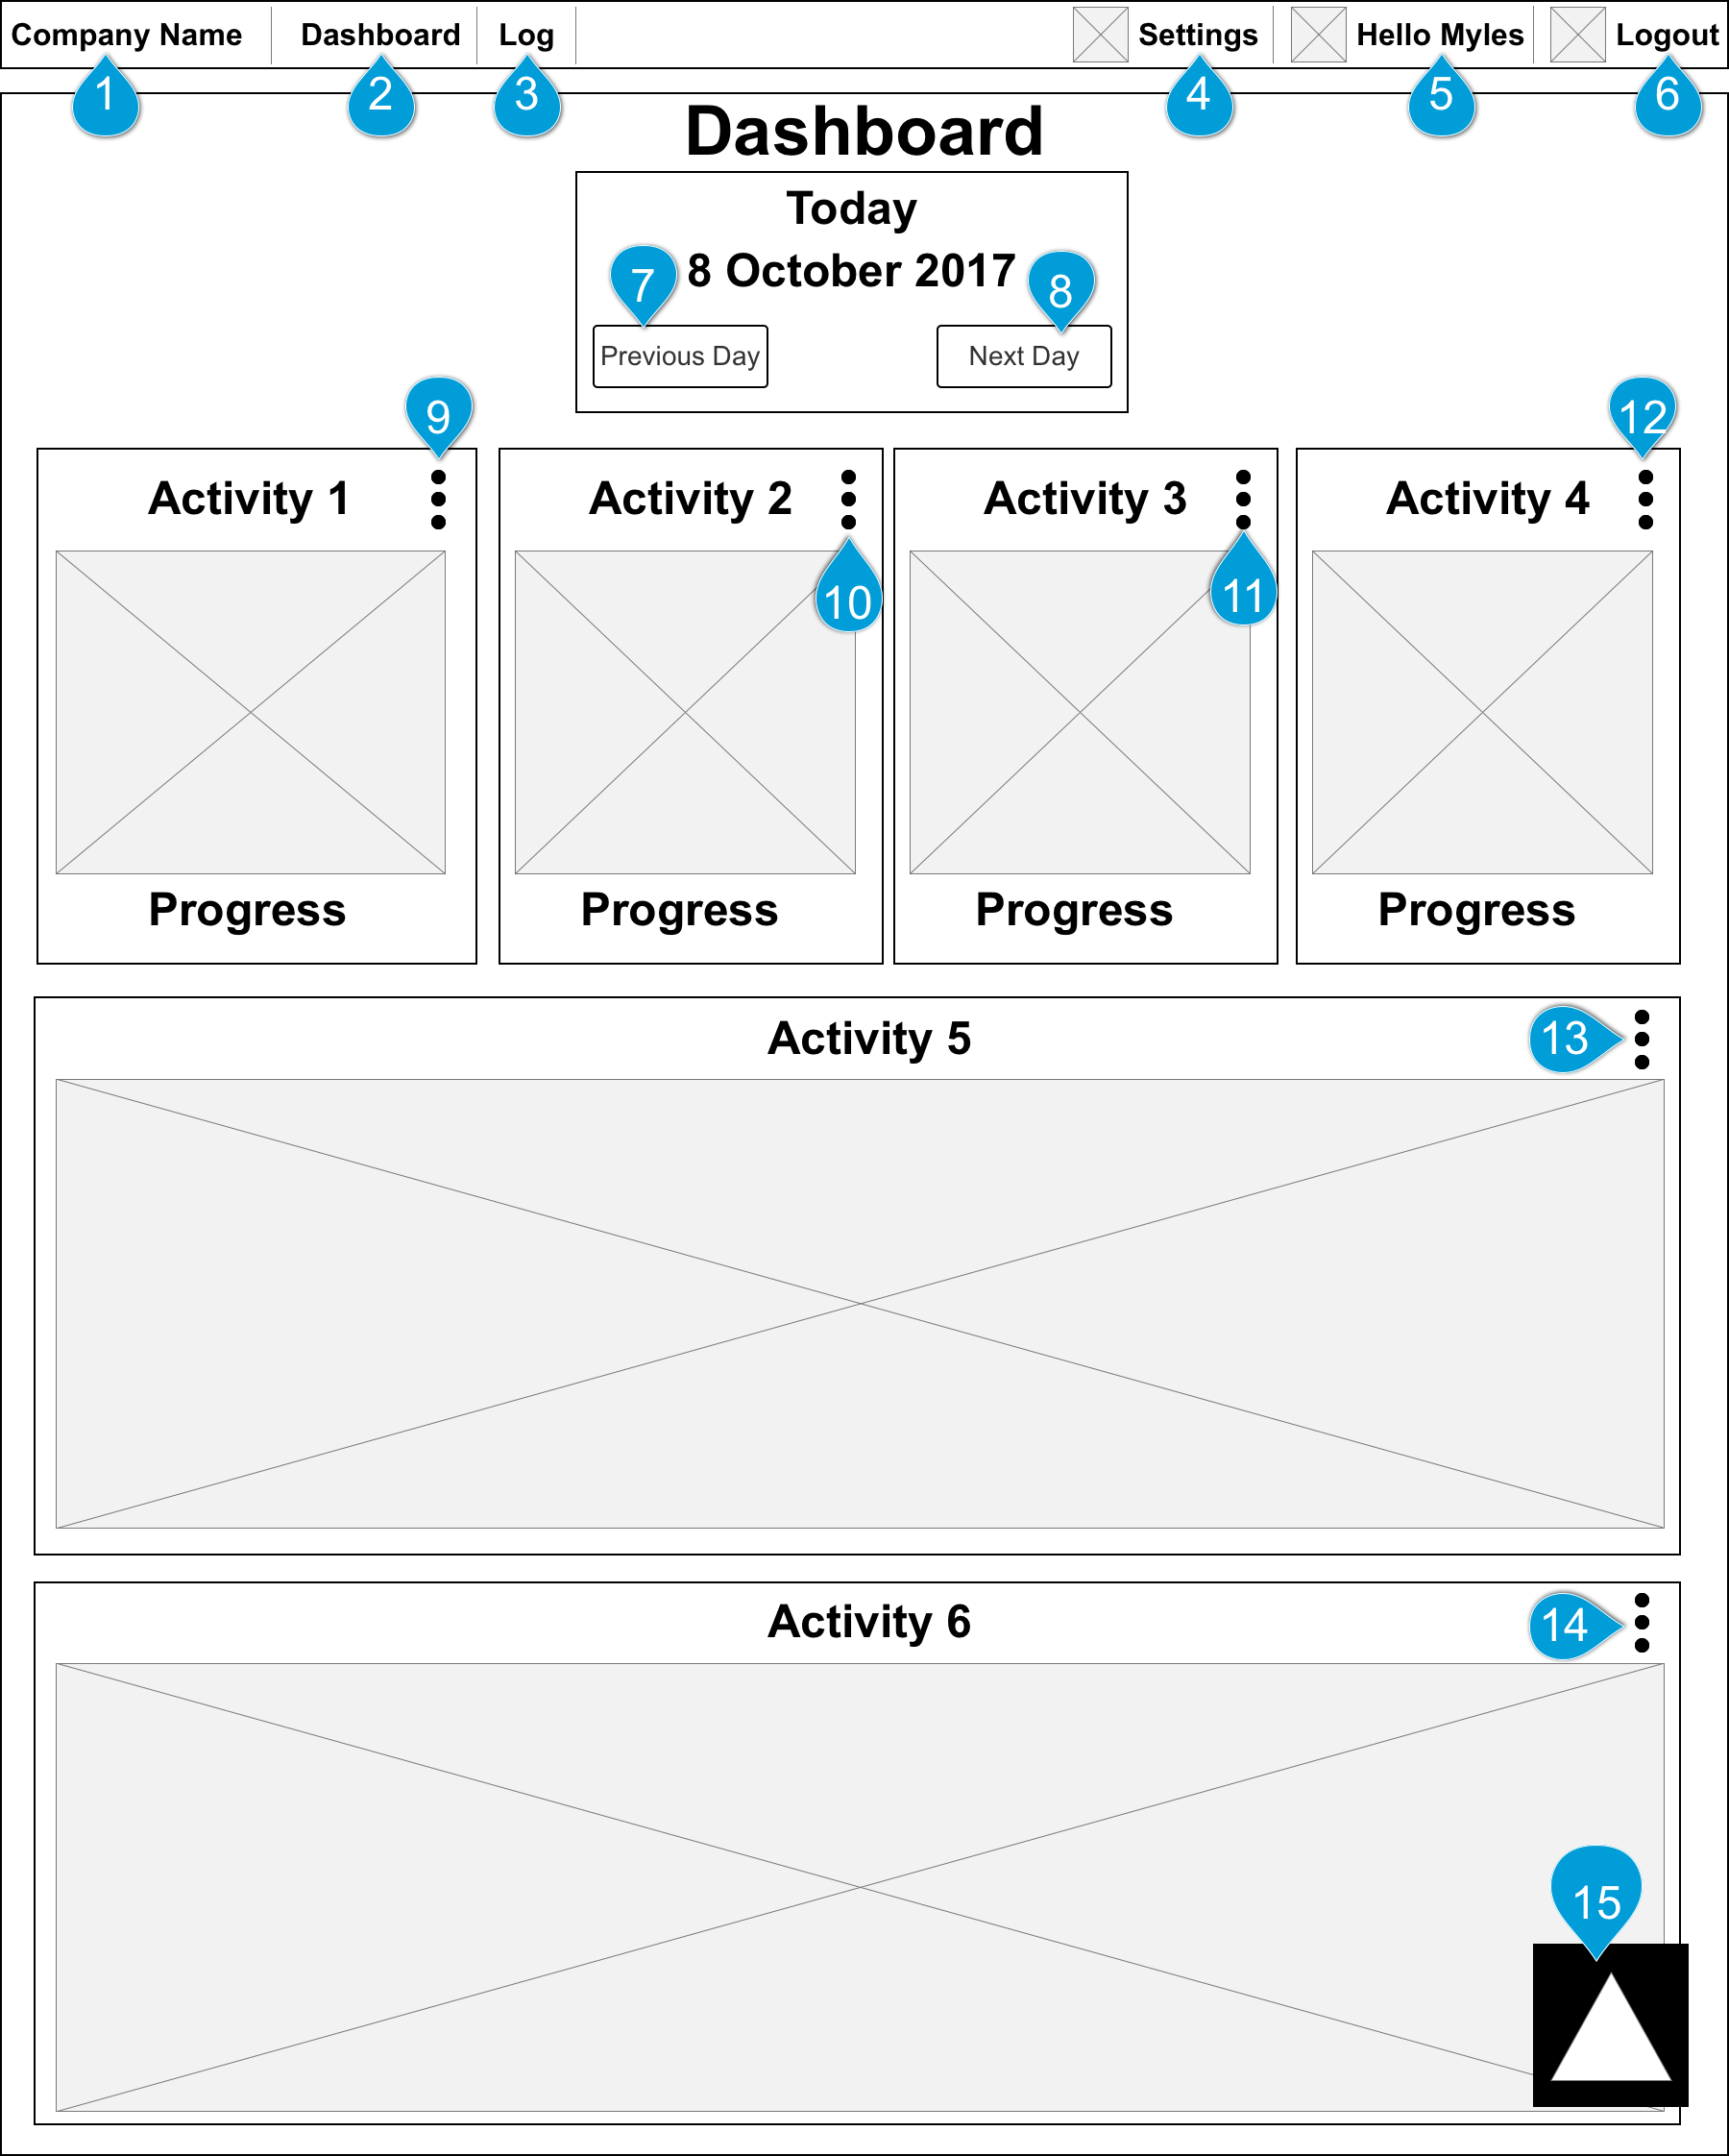 Company Name Dashboard Log Settings Hello Myles Logout
1 2 3 4 5 6
Dashboard
Today
8 October 2017
7 8
Previous Day Next Day
9 12
Activity 1 Activity 2 Activity 3 Activity 4
10 11
Progress Progress Progress Progress
Activity 5 13
Activity 6 14
15